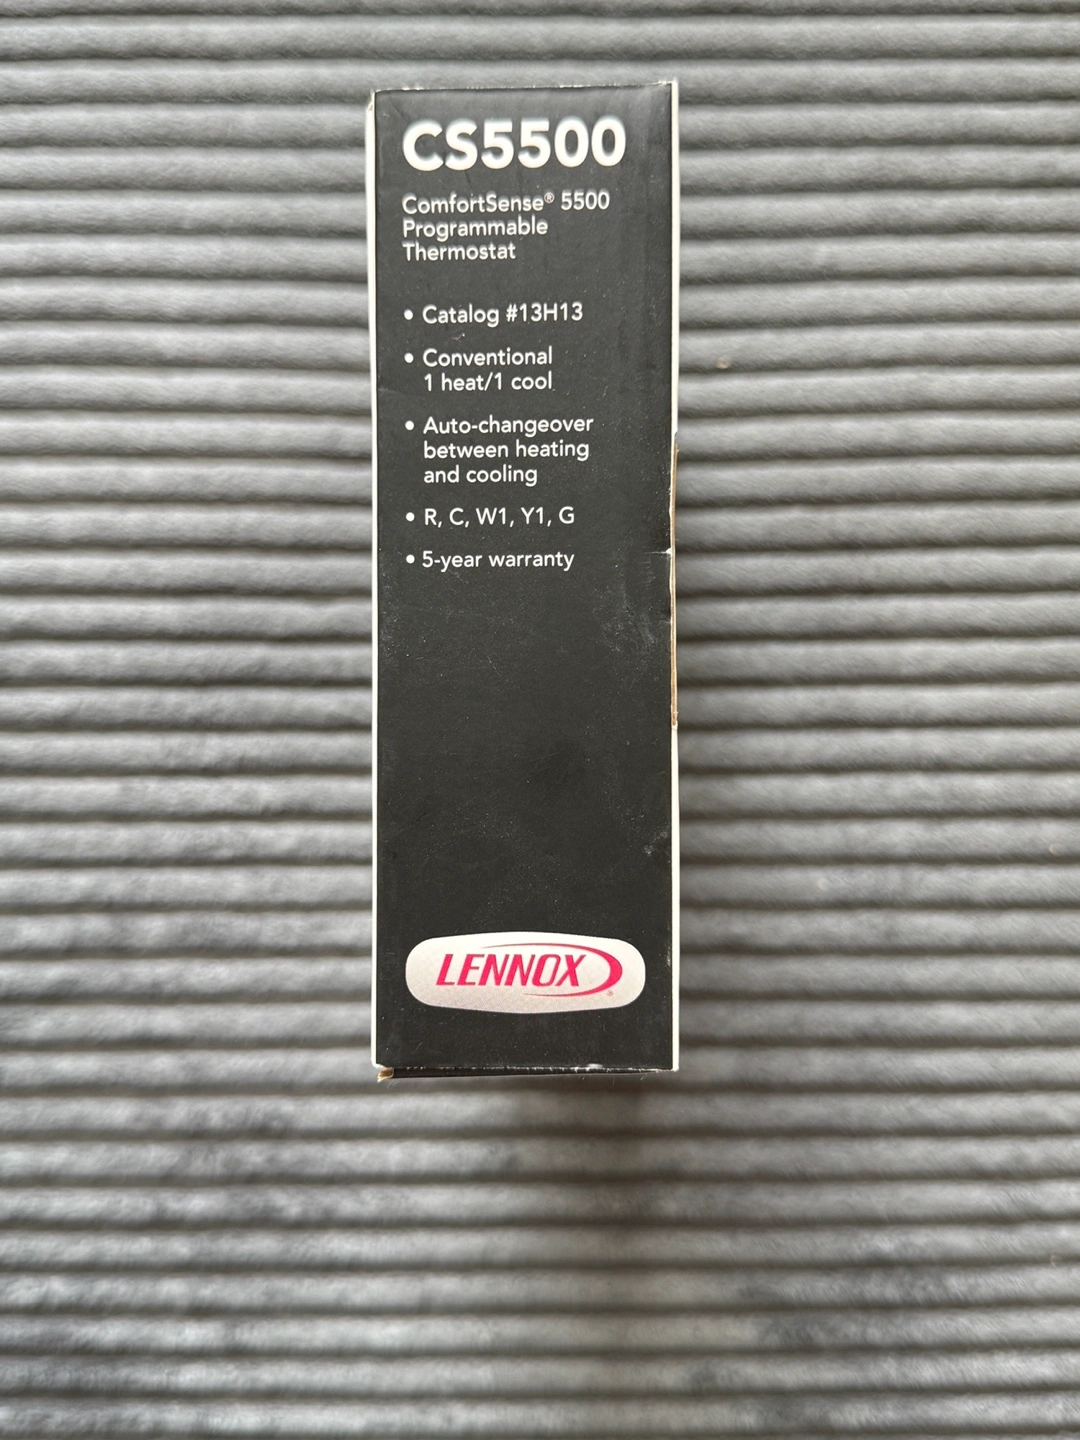 CS5500
ComfortSense® 5500
Programmable
Thermostat
• Catalog #13H13
• Conventional
1 heat/1 cool
• Auto-changeover
between heating
and cooling
• R, C, W1, Y1, G
• 5-year warranty
LENNOX